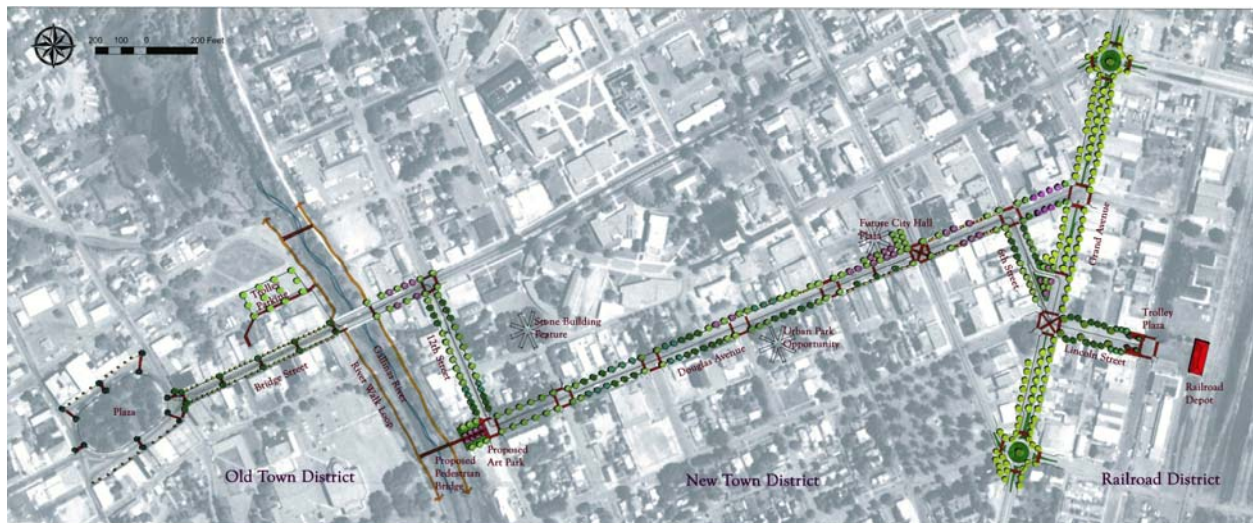 200 100 0 200 Feet
Future City Hall
Plaza
Grand Avenue
6th Street
Trolley
Parking
Stone Building
Feature
Urban Park
Opportunity
Trolley
Plaza
12th Street
Gallinas River
River Walk Loop
Bridge Street
Douglas Avenue
Lincoln Street
Railroad
Depot
Plaza
Proposed
Pedestrian
Bridge
Proposed
Art Park
Old Town District
New Town District
Railroad District